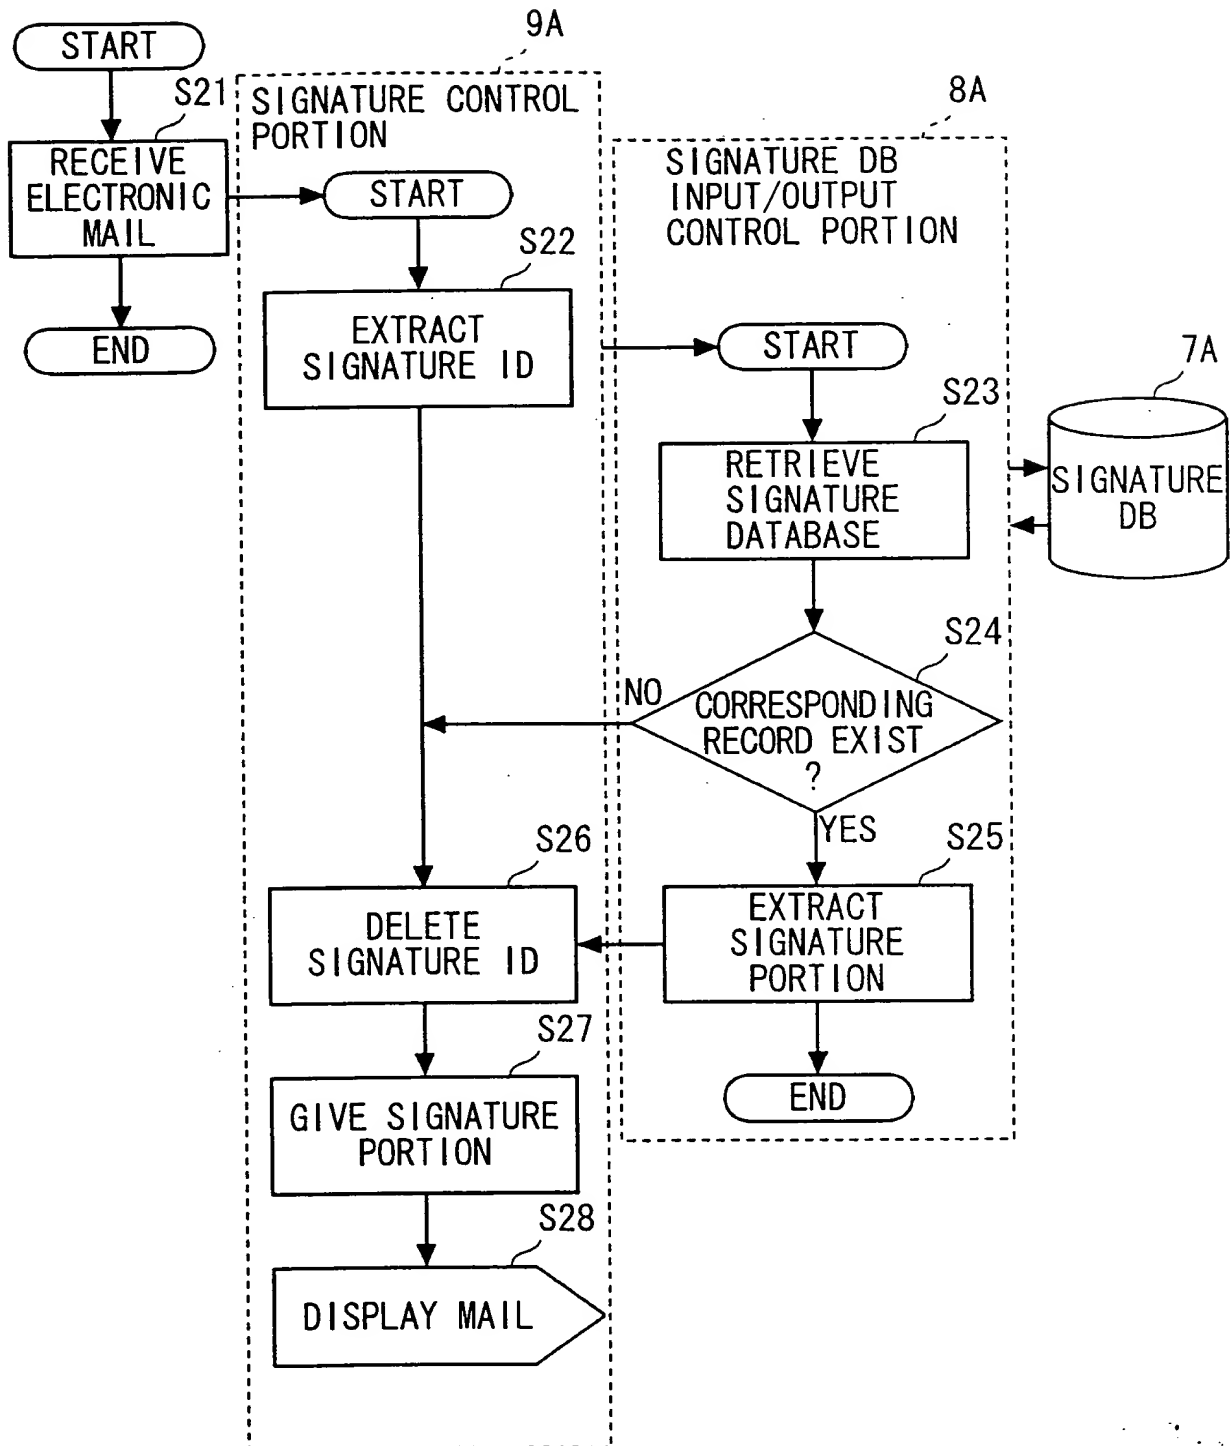 START
S21
RECEIVE
ELECTRONIC
MAIL
END
9A
SIGNATURE CONTROL
PORTION
START
S22
EXTRACT
SIGNATURE ID
8A
SIGNATURE DB
INPUT/OUTPUT
CONTROL PORTION
START
S23
RETRIEVE
SIGNATURE
DATABASE
7A
SIGNATURE
DB
S24
NO
CORRESPONDING
RECORD EXIST
?
YES
S25
EXTRACT
SIGNATURE
PORTION
END
S26
DELETE
SIGNATURE ID
S27
GIVE SIGNATURE
PORTION
S28
DISPLAY MAIL